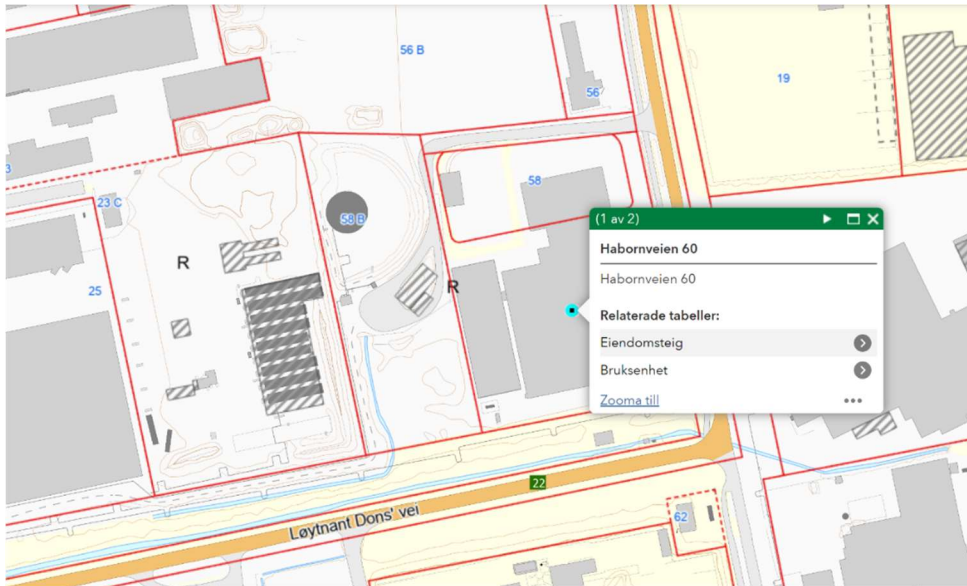 56 B
19
56
3
58
23 C
58 B
R
R
25
(1 av 2)
Habornveien 60
Habornveien 60
Relaterade tabeller:
Eiendomsteig
Bruksenhet
Zooma till
22
Løytnant Dons' vei
62